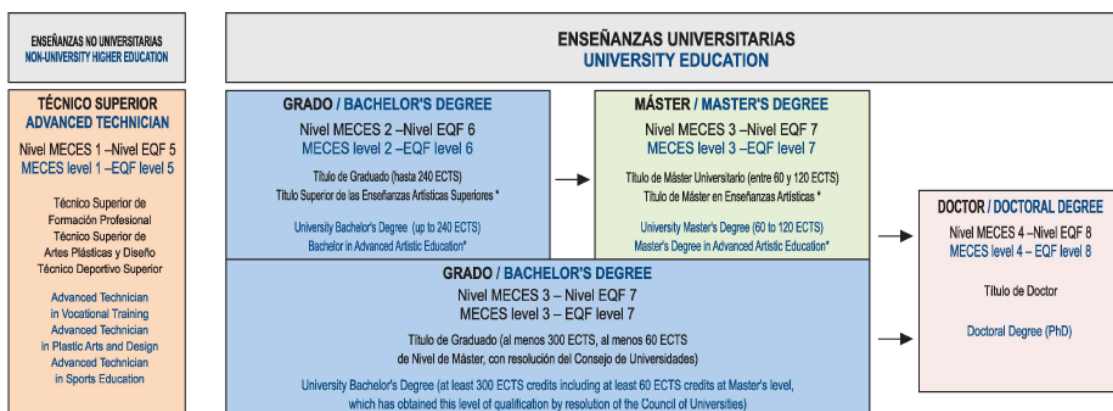 ENSEÑANZAS NO UNIVERSITARIAS
NON-UNIVERSITY HIGHER EDUCATION
TÉCNICO SUPERIOR
ADVANCED TECHNICIAN
Nivel MECES 1 –Nivel EQF 5
MECES level 1 –EQF level 5
Técnico Superior de
Formación Profesional
Técnico Superior de
Artes Plásticas y Diseño
Técnico Deportivo Superior
Advanced Technician
in Vocational Training
Advanced Technician
in Plastic Arts and Design
Advanced Technician
in Sports Education
ENSEÑANZAS UNIVERSITARIAS
UNIVERSITY EDUCATION
GRADO / BACHELOR'S DEGREE
Nivel MECES 2 –Nivel EQF 6
MECES level 2 –EQF level 6
Título de Graduado (hasta 240 ECTS)
Título Superior de las Enseñanzas Artísticas Superiores *
University Bachelor's Degree (up to 240 ECTS)
Bachelor in Advanced Artistic Education*
MÁSTER / MASTER'S DEGREE
Nivel MECES 3 –Nivel EQF 7
MECES level 3 –EQF level 7
Título de Máster Universitario (entre 60 y 120 ECTS)
Título de Máster en Enseñanzas Artísticas *
University Master's Degree (60 to 120 ECTS)
Master's Degree in Advanced Artistic Education*
GRADO / BACHELOR'S DEGREE
Nivel MECES 3 – Nivel EQF 7
MECES level 3 – EQF level 7
Título de Graduado (al menos 300 ECTS, al menos 60 ECTS
de Nivel de Máster, con resolución del Consejo de Universidades)
University Bachelor's Degree (at least 300 ECTS credits including at least 60 ECTS credits at Master's level,
which has obtained this level of qualification by resolution of the Council of Universities)
DOCTOR / DOCTORAL DEGREE
Nivel MECES 4 –Nivel EQF 8
MECES level 4 – EQF level 8
Título de Doctor
Doctoral Degree (PhD)